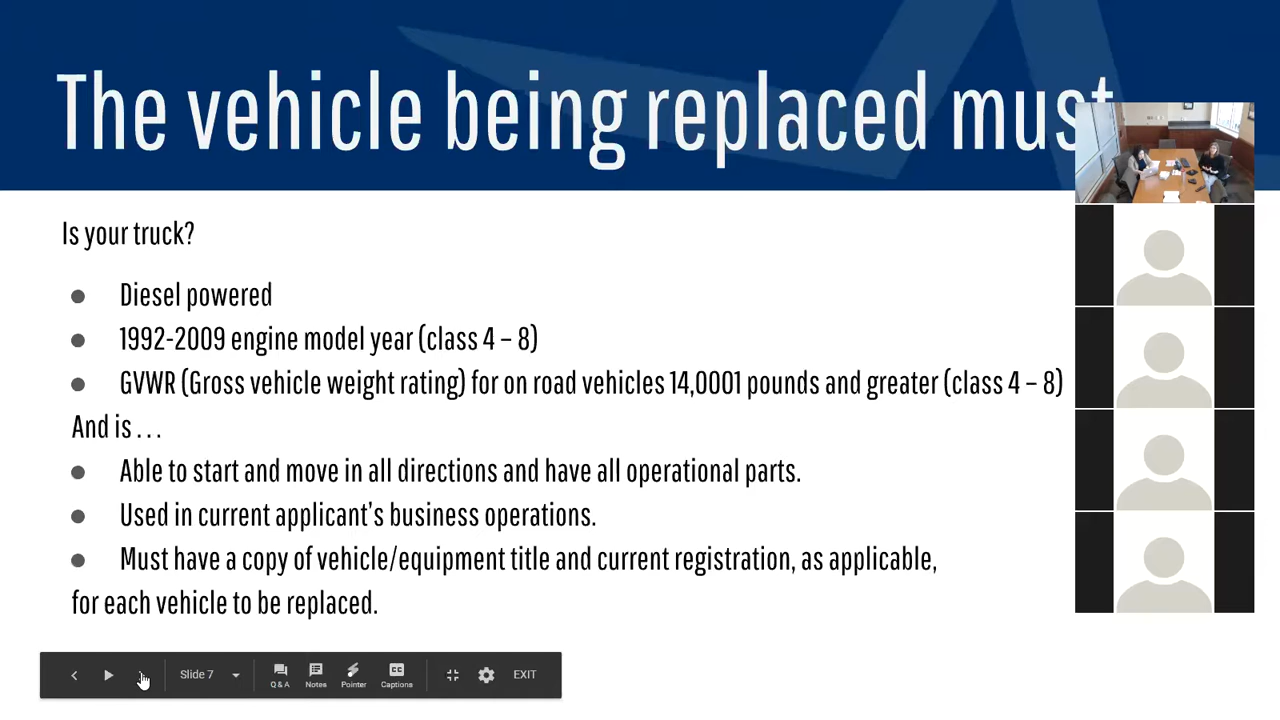 The vehicle being replaced must
Is your truck?
● Diesel powered
● 1992-2009 engine model year (class 4 – 8)
● GVWR (Gross vehicle weight rating) for on road vehicles 14,0001 pounds and greater (class 4 – 8)
And is . . .
● Able to start and move in all directions and have all operational parts.
● Used in current applicant's business operations.
● Must have a copy of vehicle/equipment title and current registration, as applicable,
for each vehicle to be replaced.
Slide 7 Q&A Notes Pointer CC Captions EXIT